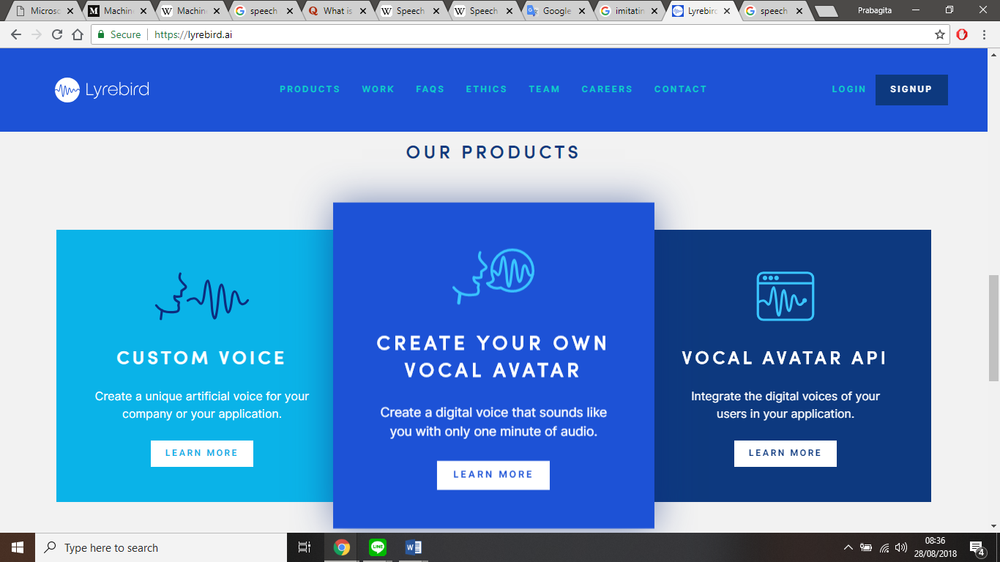 Microsc
Machine
Machine
speech
What is
Speech
Speech
Google
imitatin
Lyrebird
speech
Prabagita
Secure
https://lyrebird.ai
Lyrebird
PRODUCTS WORK FAQS ETHICS TEAM CAREERS CONTACT
LOGIN SIGNUP
OUR PRODUCTS
CUSTOM VOICE
Create a unique artificial voice for your
company or your application.
LEARN MORE
CREATE YOUR OWN
VOCAL AVATAR
Create a digital voice that sounds like
you with only one minute of audio.
LEARN MORE
VOCAL AVATAR API
Integrate the digital voices of your
users in your application.
LEARN MORE
Type here to search
LINE
08:36
28/08/2018
4